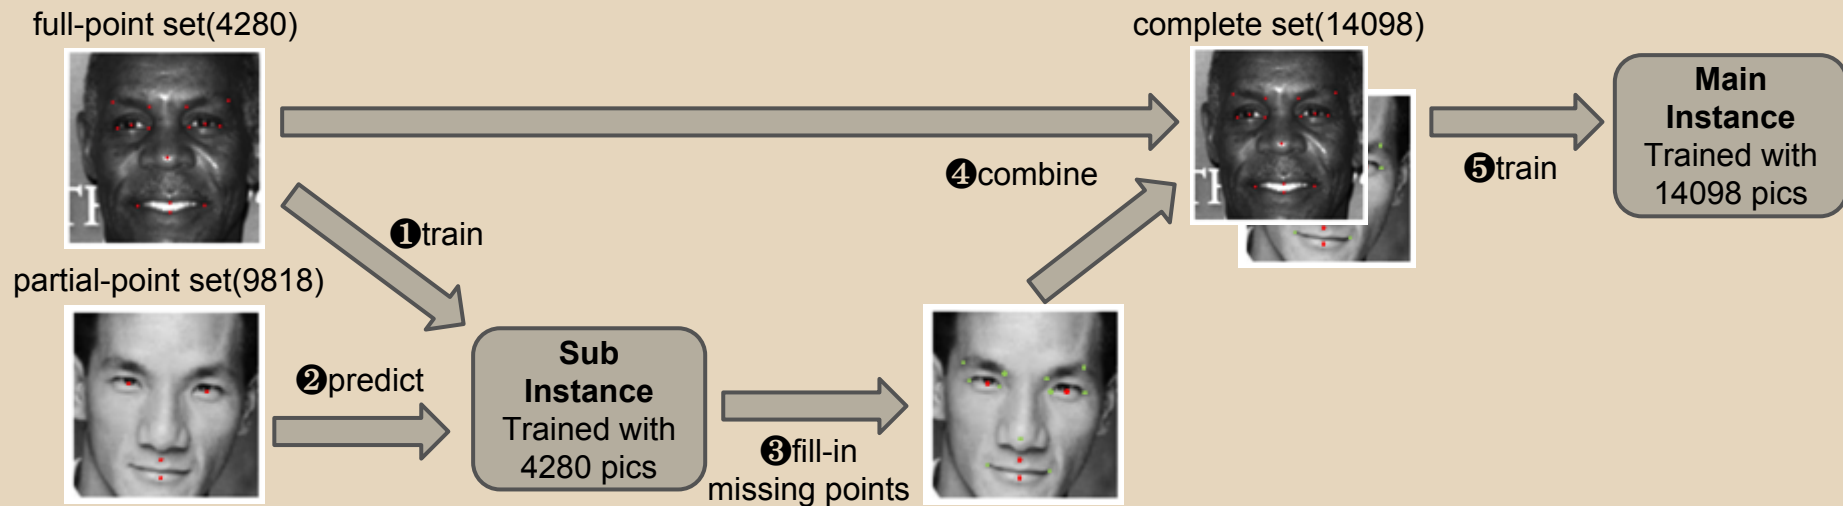 full-point set(4280)
complete set(14098)
Main
Instance
Trained with
14098 pics
❹combine
❺train
❶train
partial-point set(9818)
❷predict
Sub
Instance
Trained with
4280 pics
❸fill-in
missing points